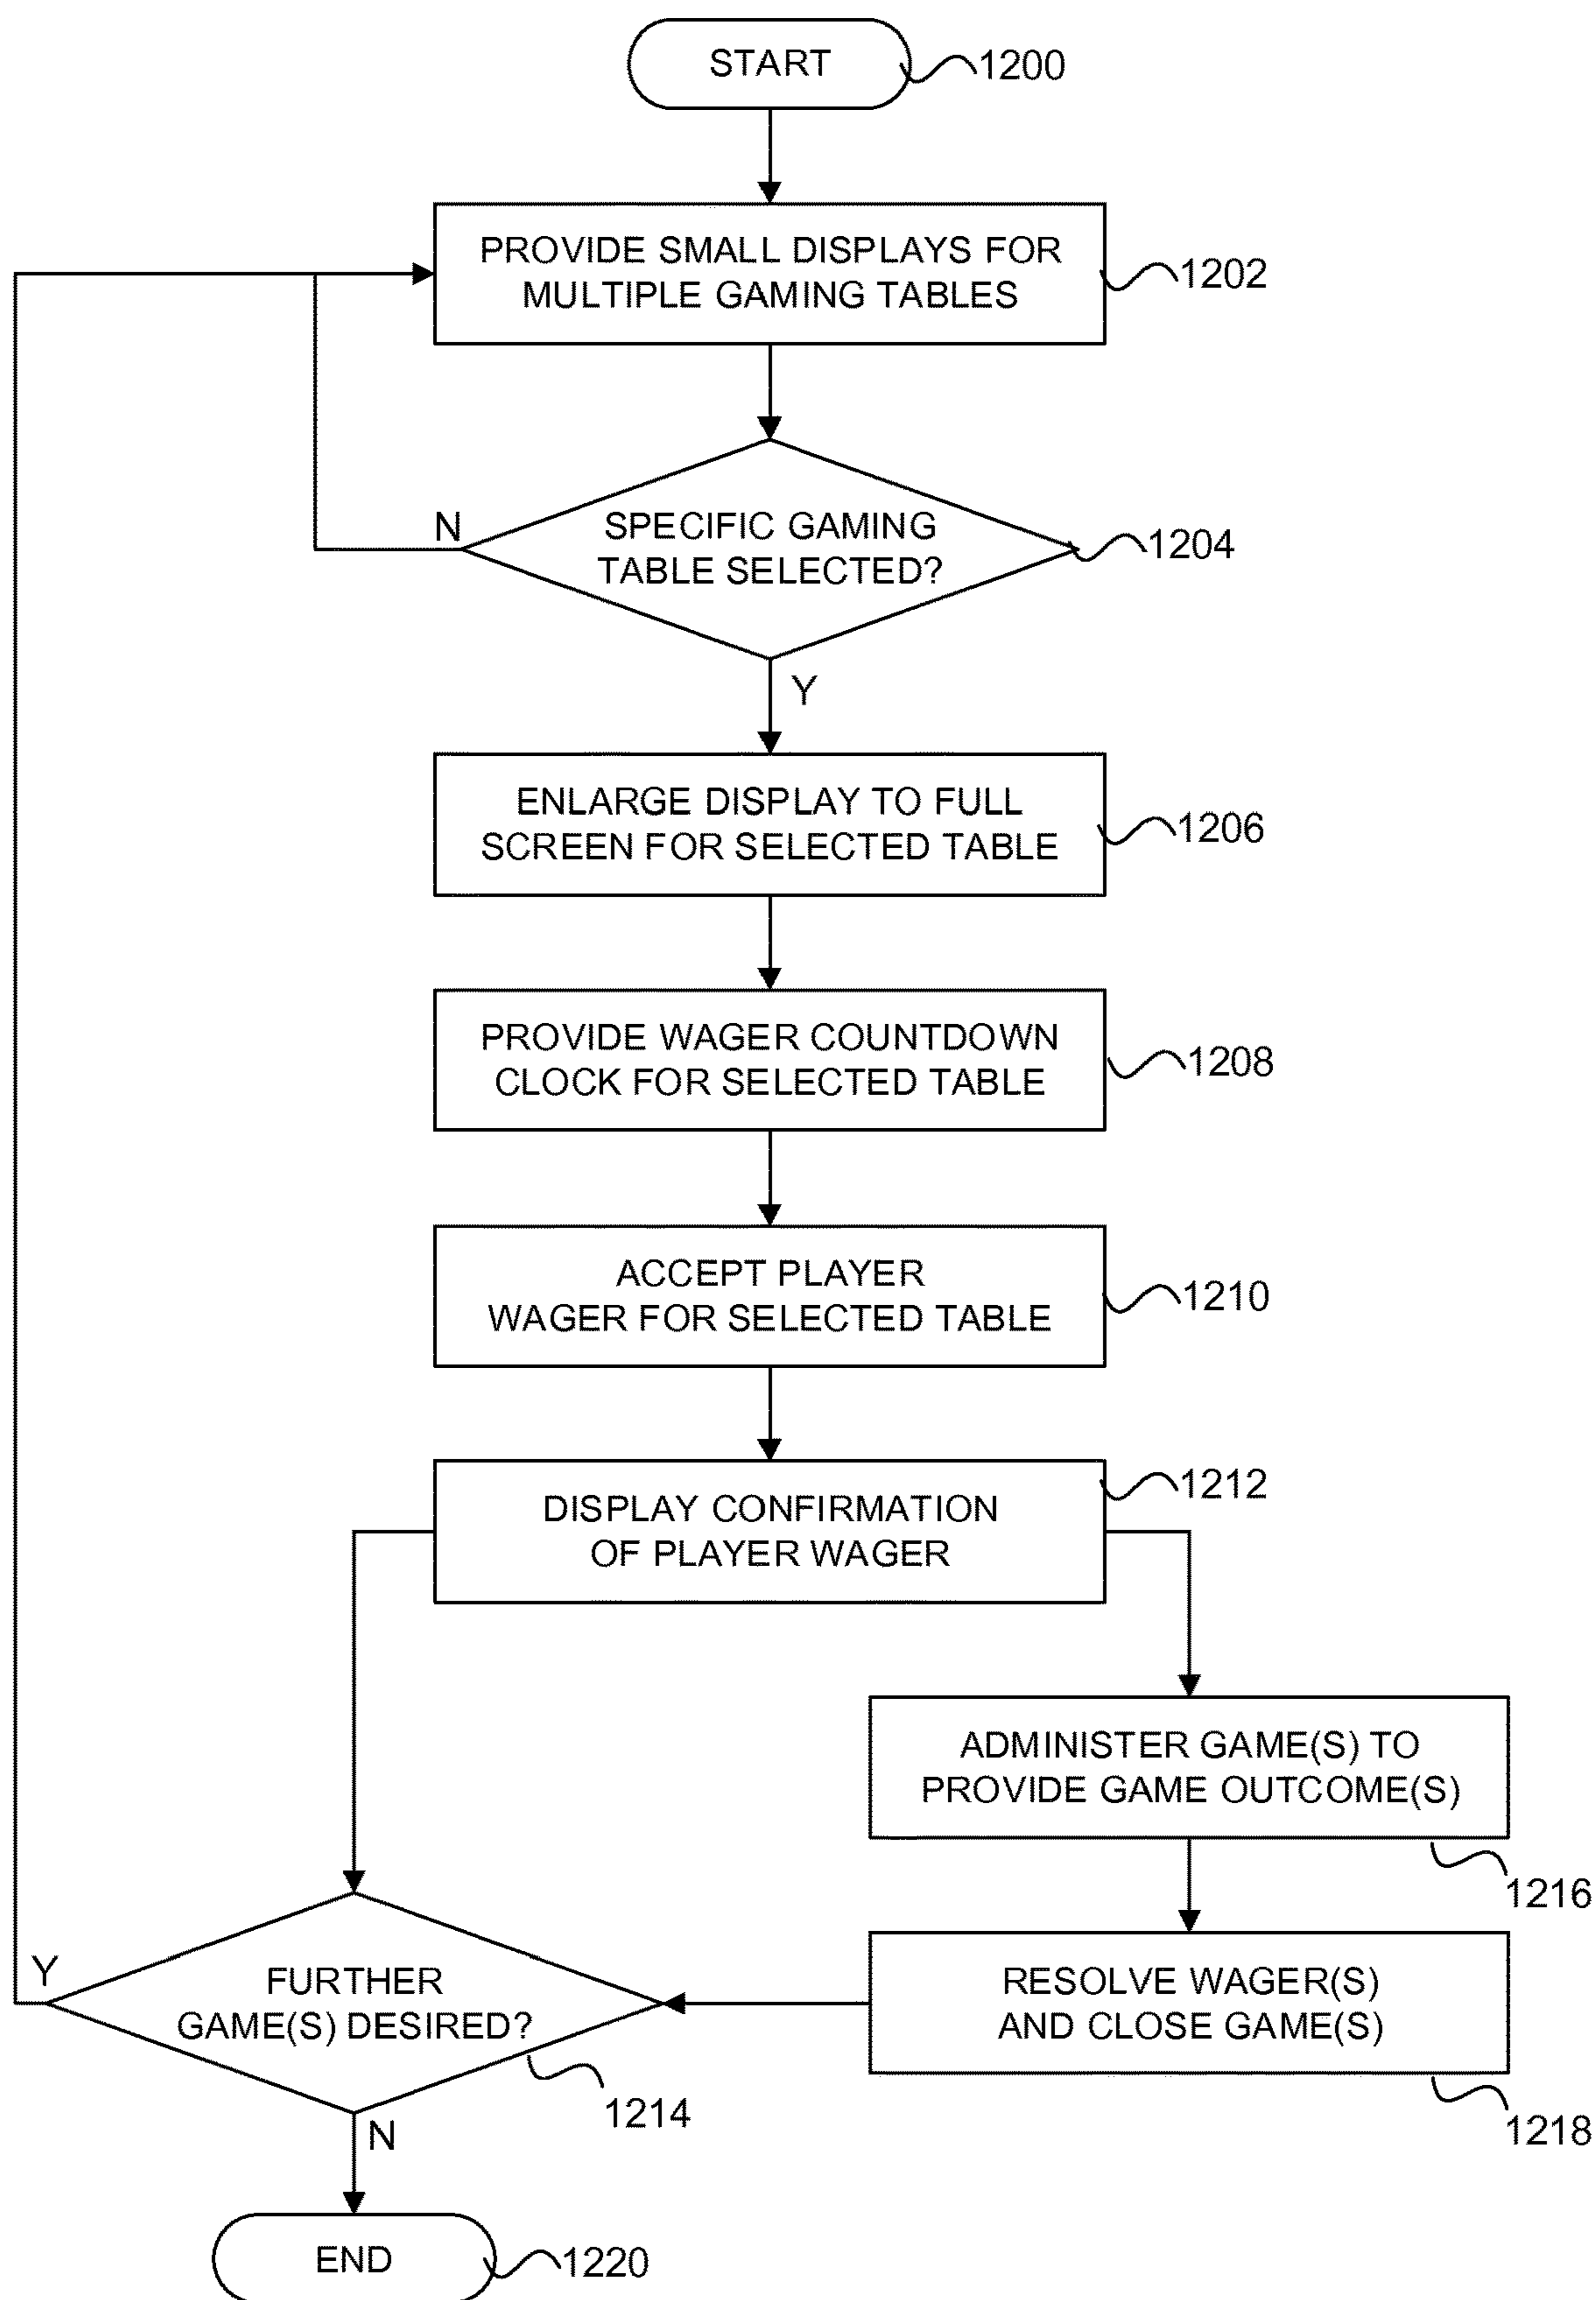 START
1200
PROVIDE SMALL DISPLAYS FOR
MULTIPLE GAMING TABLES
1202
N
SPECIFIC GAMING
TABLE SELECTED?
1204
Y
ENLARGE DISPLAY TO FULL
SCREEN FOR SELECTED TABLE
1206
PROVIDE WAGER COUNTDOWN
CLOCK FOR SELECTED TABLE
1208
ACCEPT PLAYER
WAGER FOR SELECTED TABLE
1210
DISPLAY CONFIRMATION
OF PLAYER WAGER
1212
ADMINISTER GAME(S) TO
PROVIDE GAME OUTCOME(S)
1216
Y
FURTHER
GAME(S) DESIRED?
1214
RESOLVE WAGER(S)
AND CLOSE GAME(S)
1218
N
END
1220